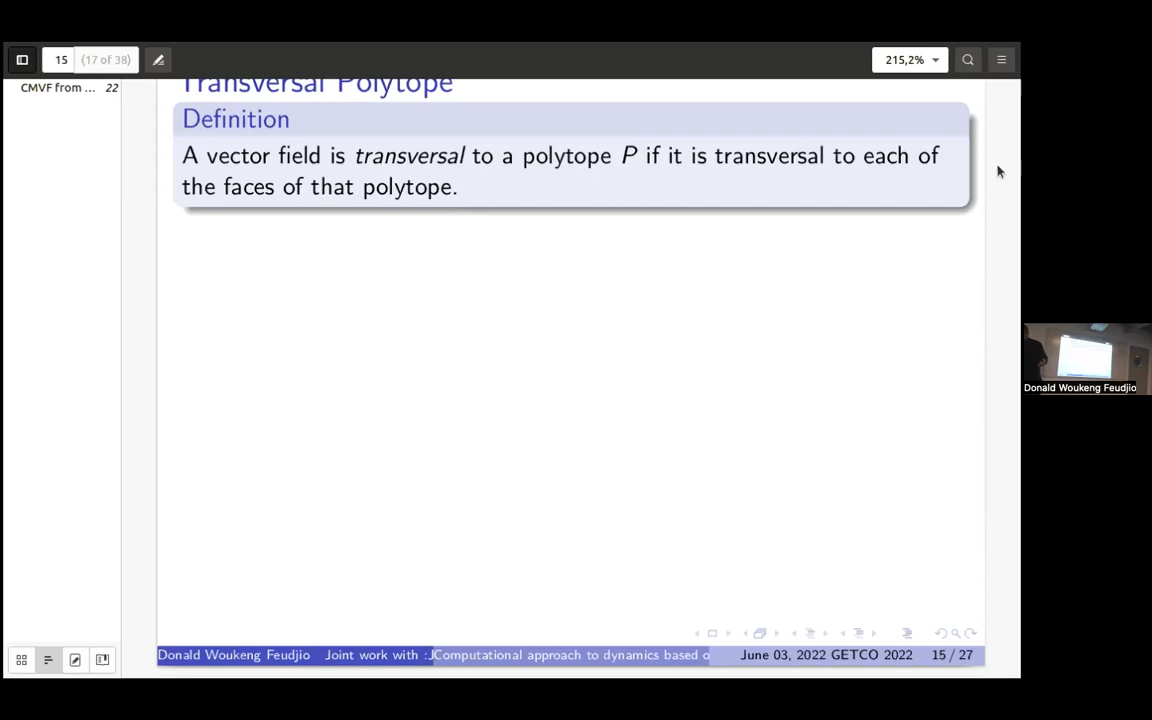 15 (17 of 38)
215,2%
CMVF from ... 22
Transversal Polytope
Definition
A vector field is transversal to a polytope P if it is transversal to each of
the faces of that polytope.
Donald Woukeng Feudjio
Donald Woukeng Feudjio Joint work with :J Computational approach to dynamics based o June 03, 2022 GETCO 2022 15 / 27